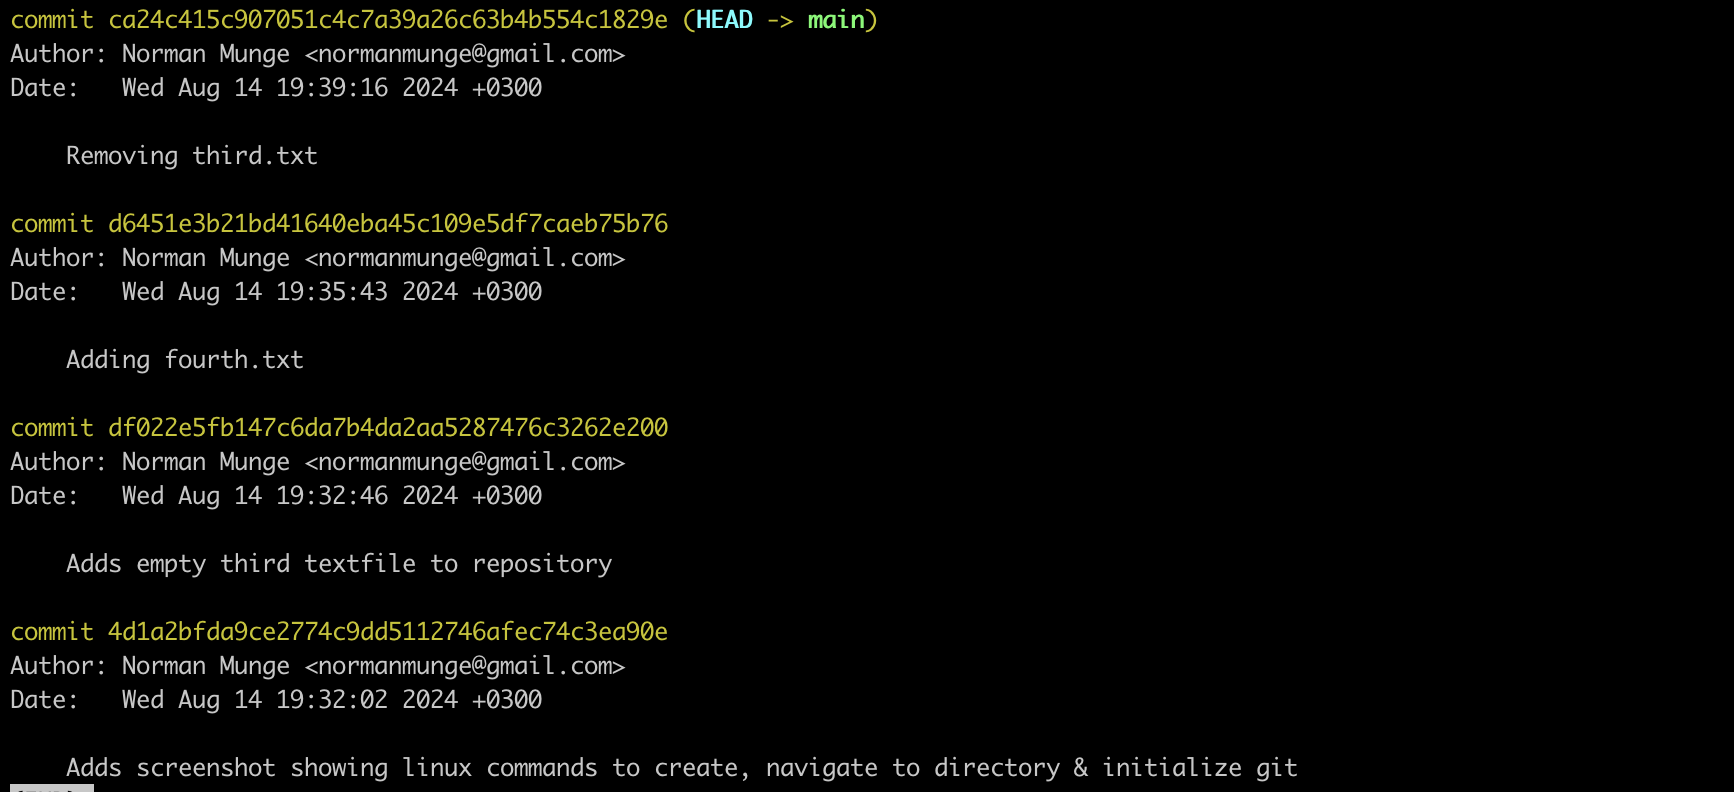 commit ca24c415c907051c4c7a39a26c63b4b554c1829e (HEAD -> main)
Author: Norman Munge <normanmunge@gmail.com>
Date:   Wed Aug 14 19:39:16 2024 +0300
    Removing third.txt
commit d6451e3b21bd41640eba45c109e5df7caeb75b76
Author: Norman Munge <normanmunge@gmail.com>
Date:   Wed Aug 14 19:35:43 2024 +0300
    Adding fourth.txt
commit df022e5fb147c6da7b4da2aa5287476c3262e200
Author: Norman Munge <normanmunge@gmail.com>
Date:   Wed Aug 14 19:32:46 2024 +0300
    Adds empty third textfile to repository
commit 4d1a2bfda9ce2774c9dd5112746afec74c3ea90e
Author: Norman Munge <normanmunge@gmail.com>
Date:   Wed Aug 14 19:32:02 2024 +0300
    Adds screenshot showing linux commands to create, navigate to directory & initialize git